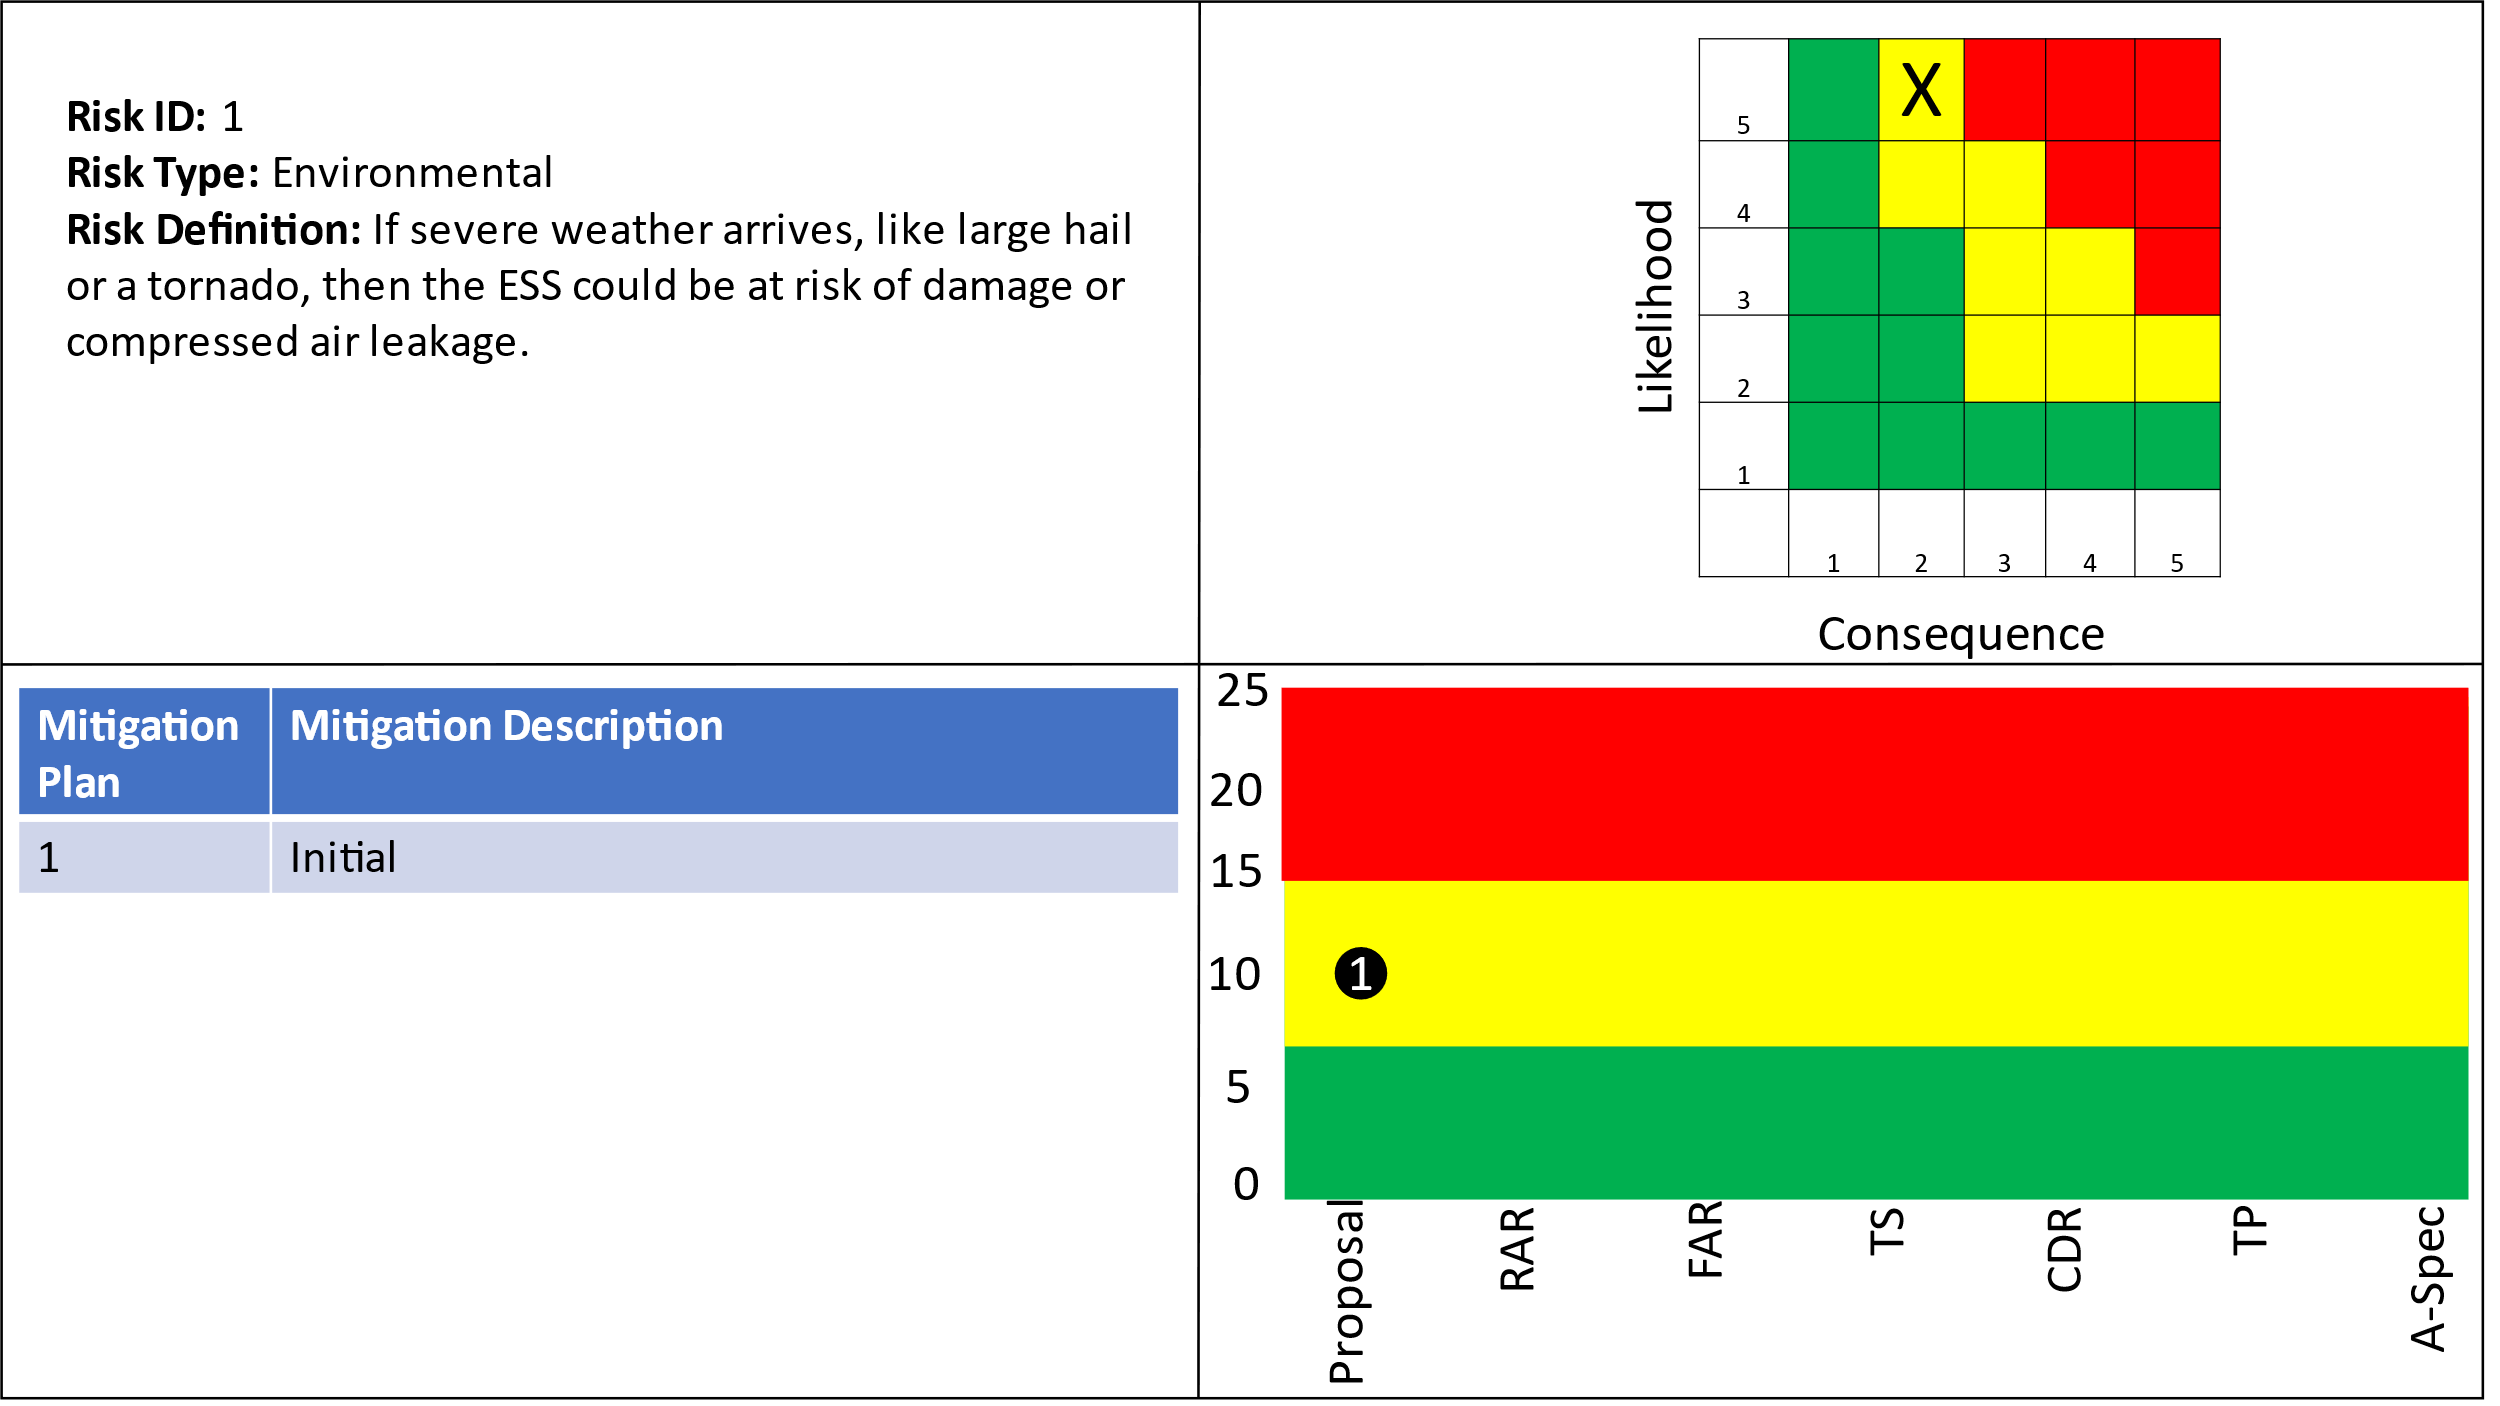 Risk ID: 1
Risk Type: Environmental
Risk Definition: If severe weather arrives, like large hail
or a tornado, then the ESS could be at risk of damage or
compressed air leakage.
Likelihood
X
5
4
3
2
1
1 2 3 4 5
Consequence
Mitigation Plan Mitigation Description
1 Initial
25
20
15
10
5
0
1
Proposal
RAR
FAR
TS
CDR
TP
A-Spec